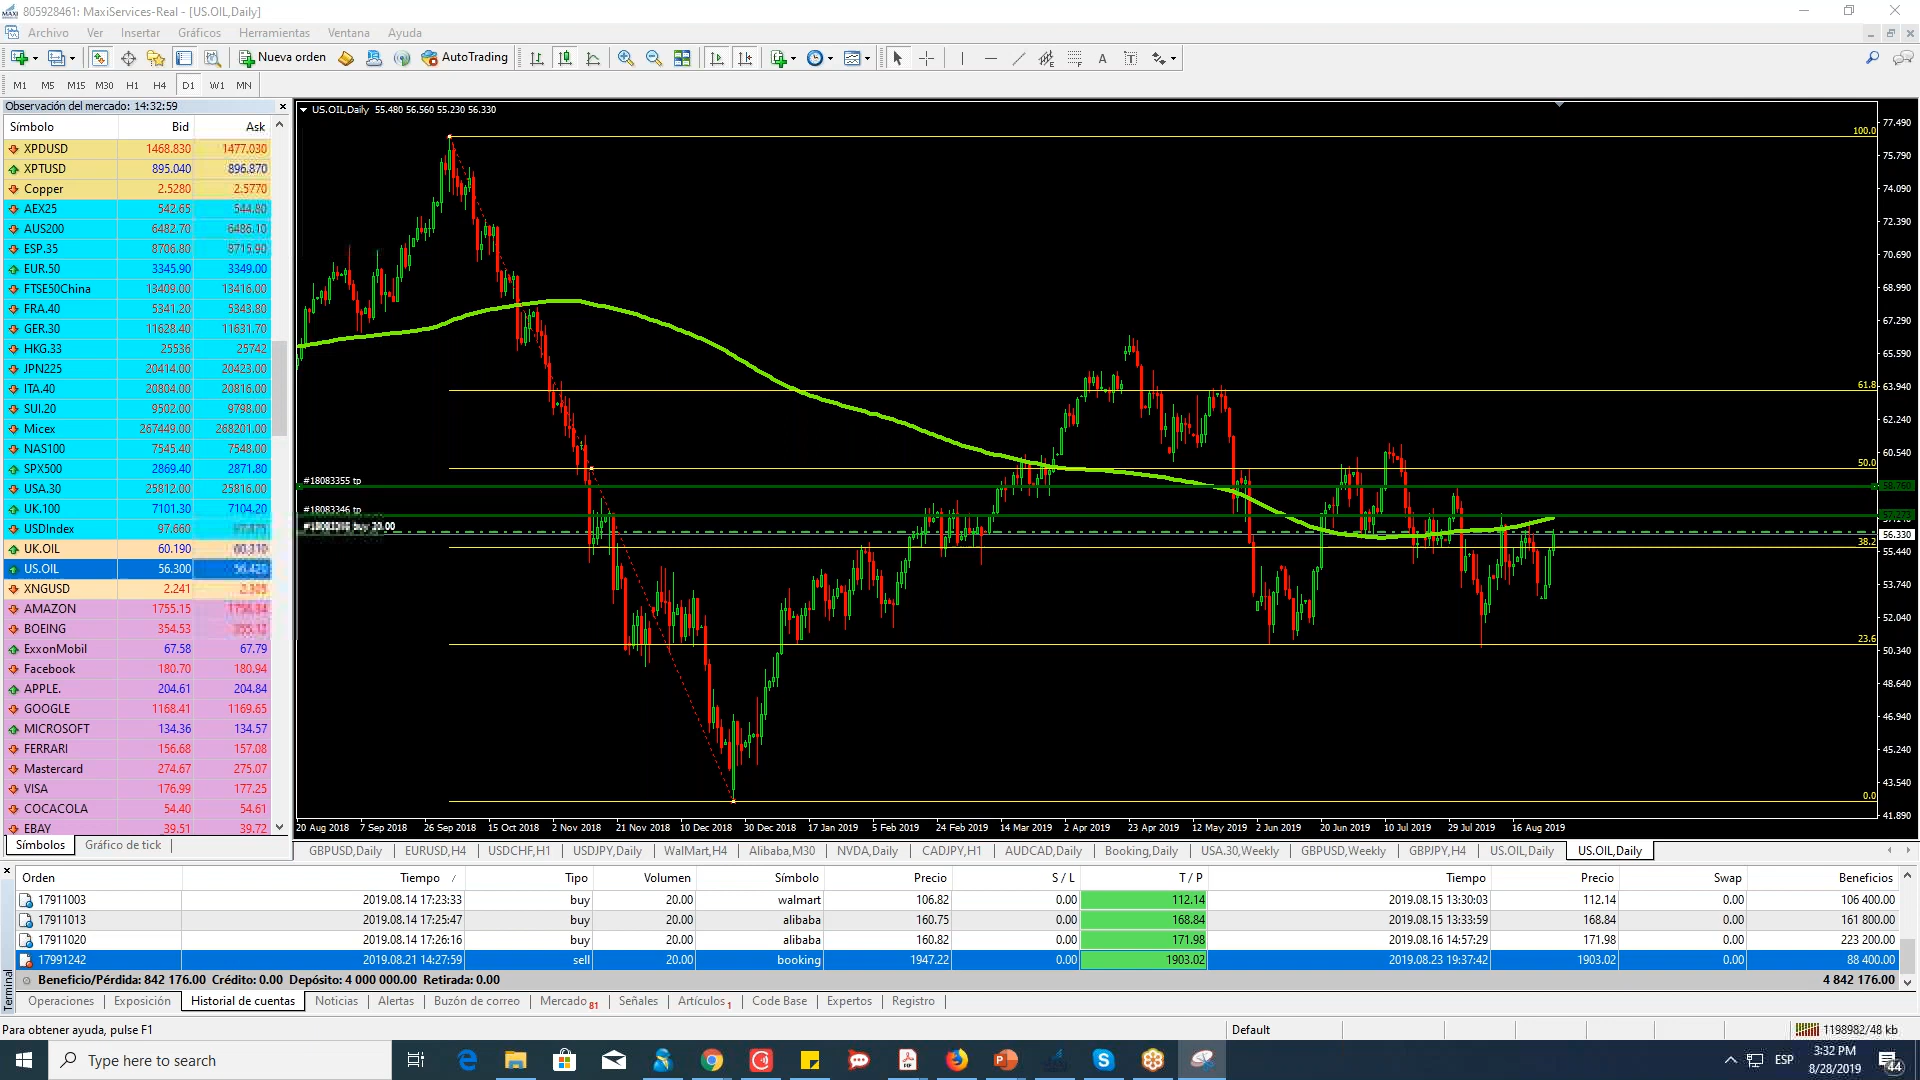 805928461: MaxiServices-Real - [US.OIL,Daily]
Archivo Ver Insertar Gráficos Herramientas Ventana Ayuda
Nueva orden AutoTrading
M1 M5 M15 M30 H1 H4 D1 W1 MN
Observación del mercado: 14:32:59
Símbolo Bid Ask
XPDUSD 1468.830 1477.030
XPTUSD 895.040 896.870
Copper 2.5280 2.5770
AEX25 542.65 544.80
AUS200 6482.70 6486.10
ESP.35 8706.80 8715.90
EUR.50 3345.90 3349.00
FTSE50China 13409.00 13416.00
FRA.40 5341.20 5343.80
GER.30 11628.40 11631.70
HKG.33 25536 25742
JPN225 20414.00 20423.00
ITA.40 20804.00 20816.00
SUI.20 9502.00 9798.00
Micex 267449.00 268201.00
NAS100 7545.40 7548.00
SPX500 2869.40 2871.80
USA.30 25812.00 25816.00
UK.100 7101.30 7104.20
USDIndex 97.660
UK.OIL 60.190 60.310
US.OIL 56.300 56.420
XNGUSD 2.241
AMAZON 1755.15
BOEING 354.53
ExxonMobil 67.58 67.79
Facebook 180.70 180.94
APPLE. 204.61 204.84
GOOGLE 1168.41 1169.65
MICROSOFT 134.36 134.57
FERRARI 156.68 157.08
Mastercard 274.67 275.07
VISA 176.99 177.25
COCACOLA 54.40 54.61
EBAY 39.51 39.72
Símbolos Gráfico de tick
US.OIL,Daily 55.480 56.560 55.230 56.330
100.0
61.8
50.0
38.2
23.6
0.0
#18083355 tp
#18083346 tp
buy 20.00
77.490
75.790
74.090
72.390
70.690
68.990
67.290
65.590
63.940
62.240
60.540
58.760
57.273
56.330
55.440
53.740
52.040
50.340
48.640
46.940
45.240
43.540
41.890
20 Aug 2018 7 Sep 2018 26 Sep 2018 15 Oct 2018 2 Nov 2018 21 Nov 2018 10 Dec 2018 30 Dec 2018 17 Jan 2019 5 Feb 2019 24 Feb 2019 14 Mar 2019 2 Apr 2019 23 Apr 2019 12 May 2019 2 Jun 2019 20 Jun 2019 10 Jul 2019 29 Jul 2019 16 Aug 2019
GBPUSD,Daily EURUSD,H4 USDCHF,H1 USDJPY,Daily WalMart,H4 Alibaba,M30 NVDA,Daily CADJPY,H1 AUDCAD,Daily Booking,Daily USA.30,Weekly GBPUSD,Weekly GBPJPY,H4 US.OIL,Daily US.OIL,Daily
Orden Tiempo / Tipo Volumen Símbolo Precio S / L T / P Tiempo Precio Swap Beneficios
17911003 2019.08.14 17:23:33 buy 20.00 walmart 106.82 0.00 112.14 2019.08.15 13:30:03 112.14 0.00 106 400.00
17911013 2019.08.14 17:25:47 buy 20.00 alibaba 160.75 0.00 168.84 2019.08.15 13:33:59 168.84 0.00 161 800.00
17911020 2019.08.14 17:26:16 buy 20.00 alibaba 160.82 0.00 171.98 2019.08.16 14:57:29 171.98 0.00 223 200.00
17991242 2019.08.21 14:27:59 sell 20.00 booking 1947.22 0.00 1903.02 2019.08.23 19:37:42 1903.02 0.00 88 400.00
Beneficio/Pérdida: 842 176.00 Crédito: 0.00 Depósito: 4 000 000.00 Retirada: 0.00 4 842 176.00
Terminal
Operaciones Exposición Historial de cuentas Noticias Alertas Buzón de correo Mercado 81 Señales Artículos 1 Code Base Expertos Registro
Para obtener ayuda, pulse F1 Default 1198982/48 kb
Type here to search
ESP
3:32 PM
8/28/2019
44